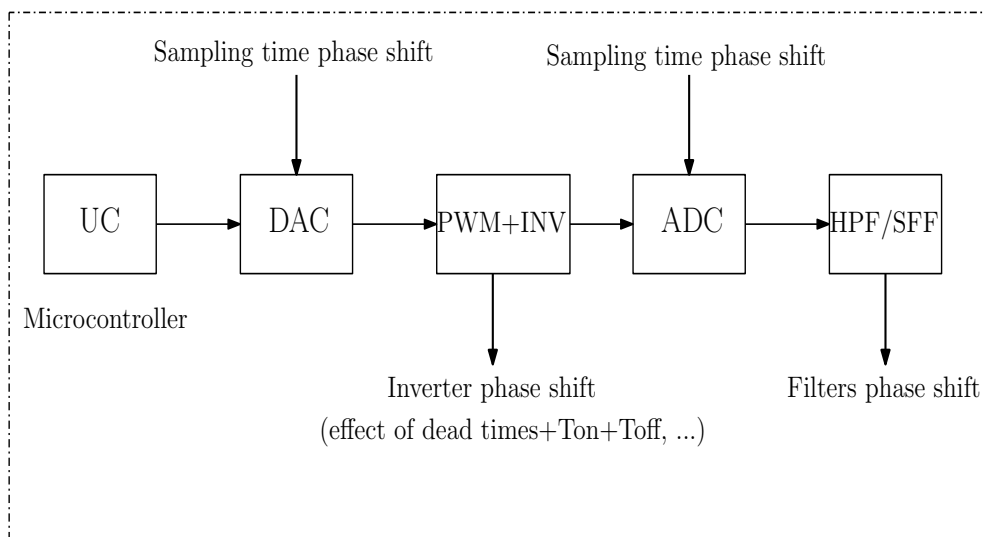 Sampling time phase shift
Sampling time phase shift
UC
DAC
PWM+INV
ADC
HPF/SFF
Microcontroller
Inverter phase shift
(effect of dead times+Ton+Toff, ...)
Filters phase shift